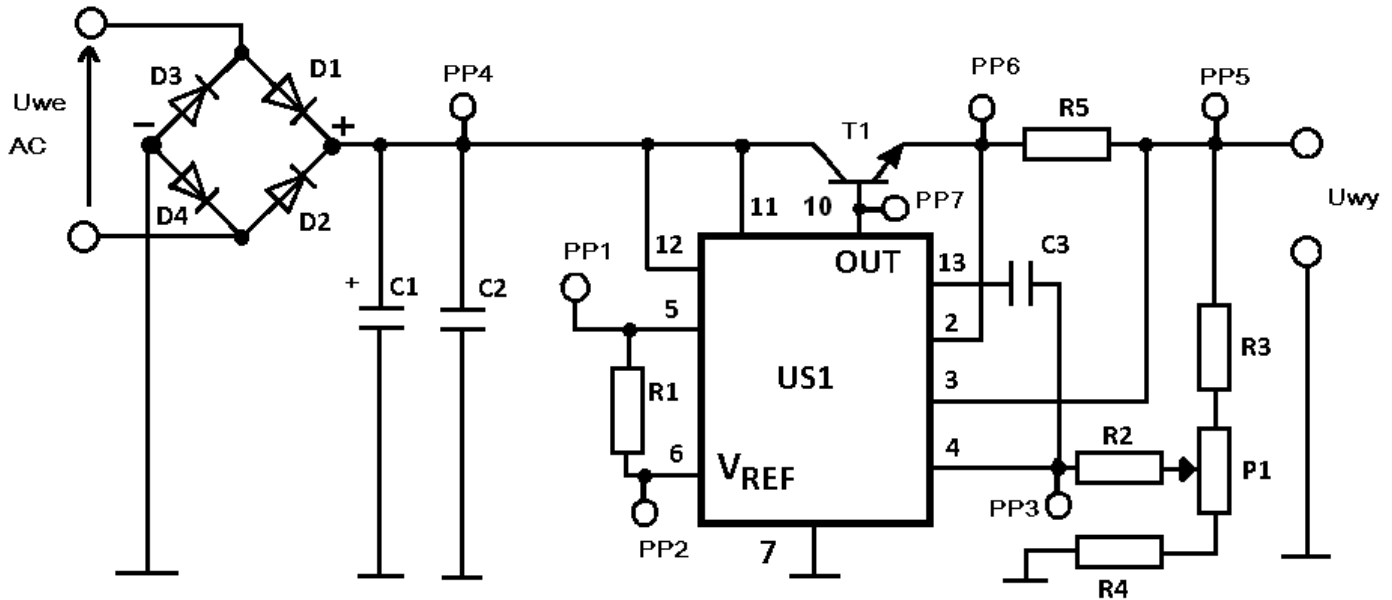 Uwe
AC
D3
D1
D4
D2
−
+
PP4
+
C1
C2
PP1
R1
PP2
12
11
10
5
6
7
OUT
US1
VREF
13
2
3
4
T1
PP7
PP6
R5
PP5
Uwy
C3
R3
R2
P1
PP3
R4